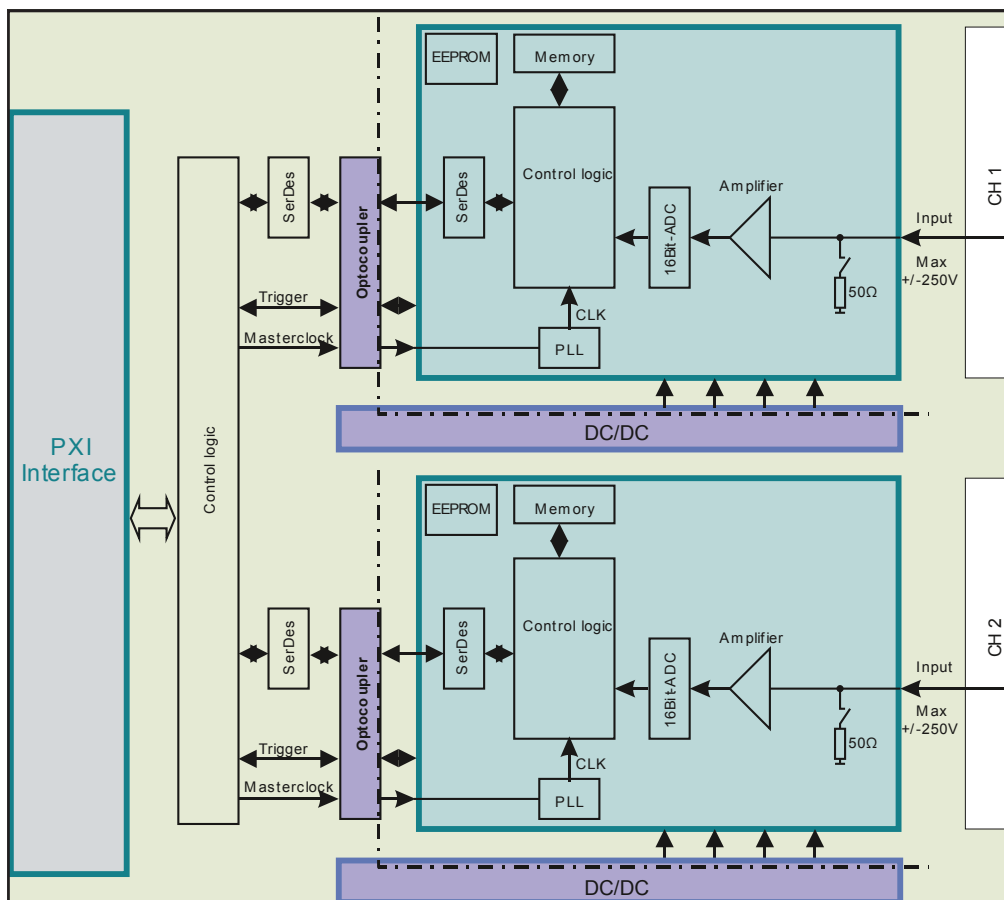 PXI
Interface
Control logic
SerDes
Trigger
Masterclock
Optocoupler
EEPROM
Memory
SerDes
Control logic
CLK
PLL
16Bit-ADC
Amplifier
50Ω
Input
Max
+/-250V
CH 1
DC/DC
SerDes
Trigger
Masterclock
Optocoupler
EEPROM
Memory
SerDes
Control logic
CLK
PLL
16Bit-ADC
Amplifier
50Ω
Input
Max
+/-250V
CH 2
DC/DC